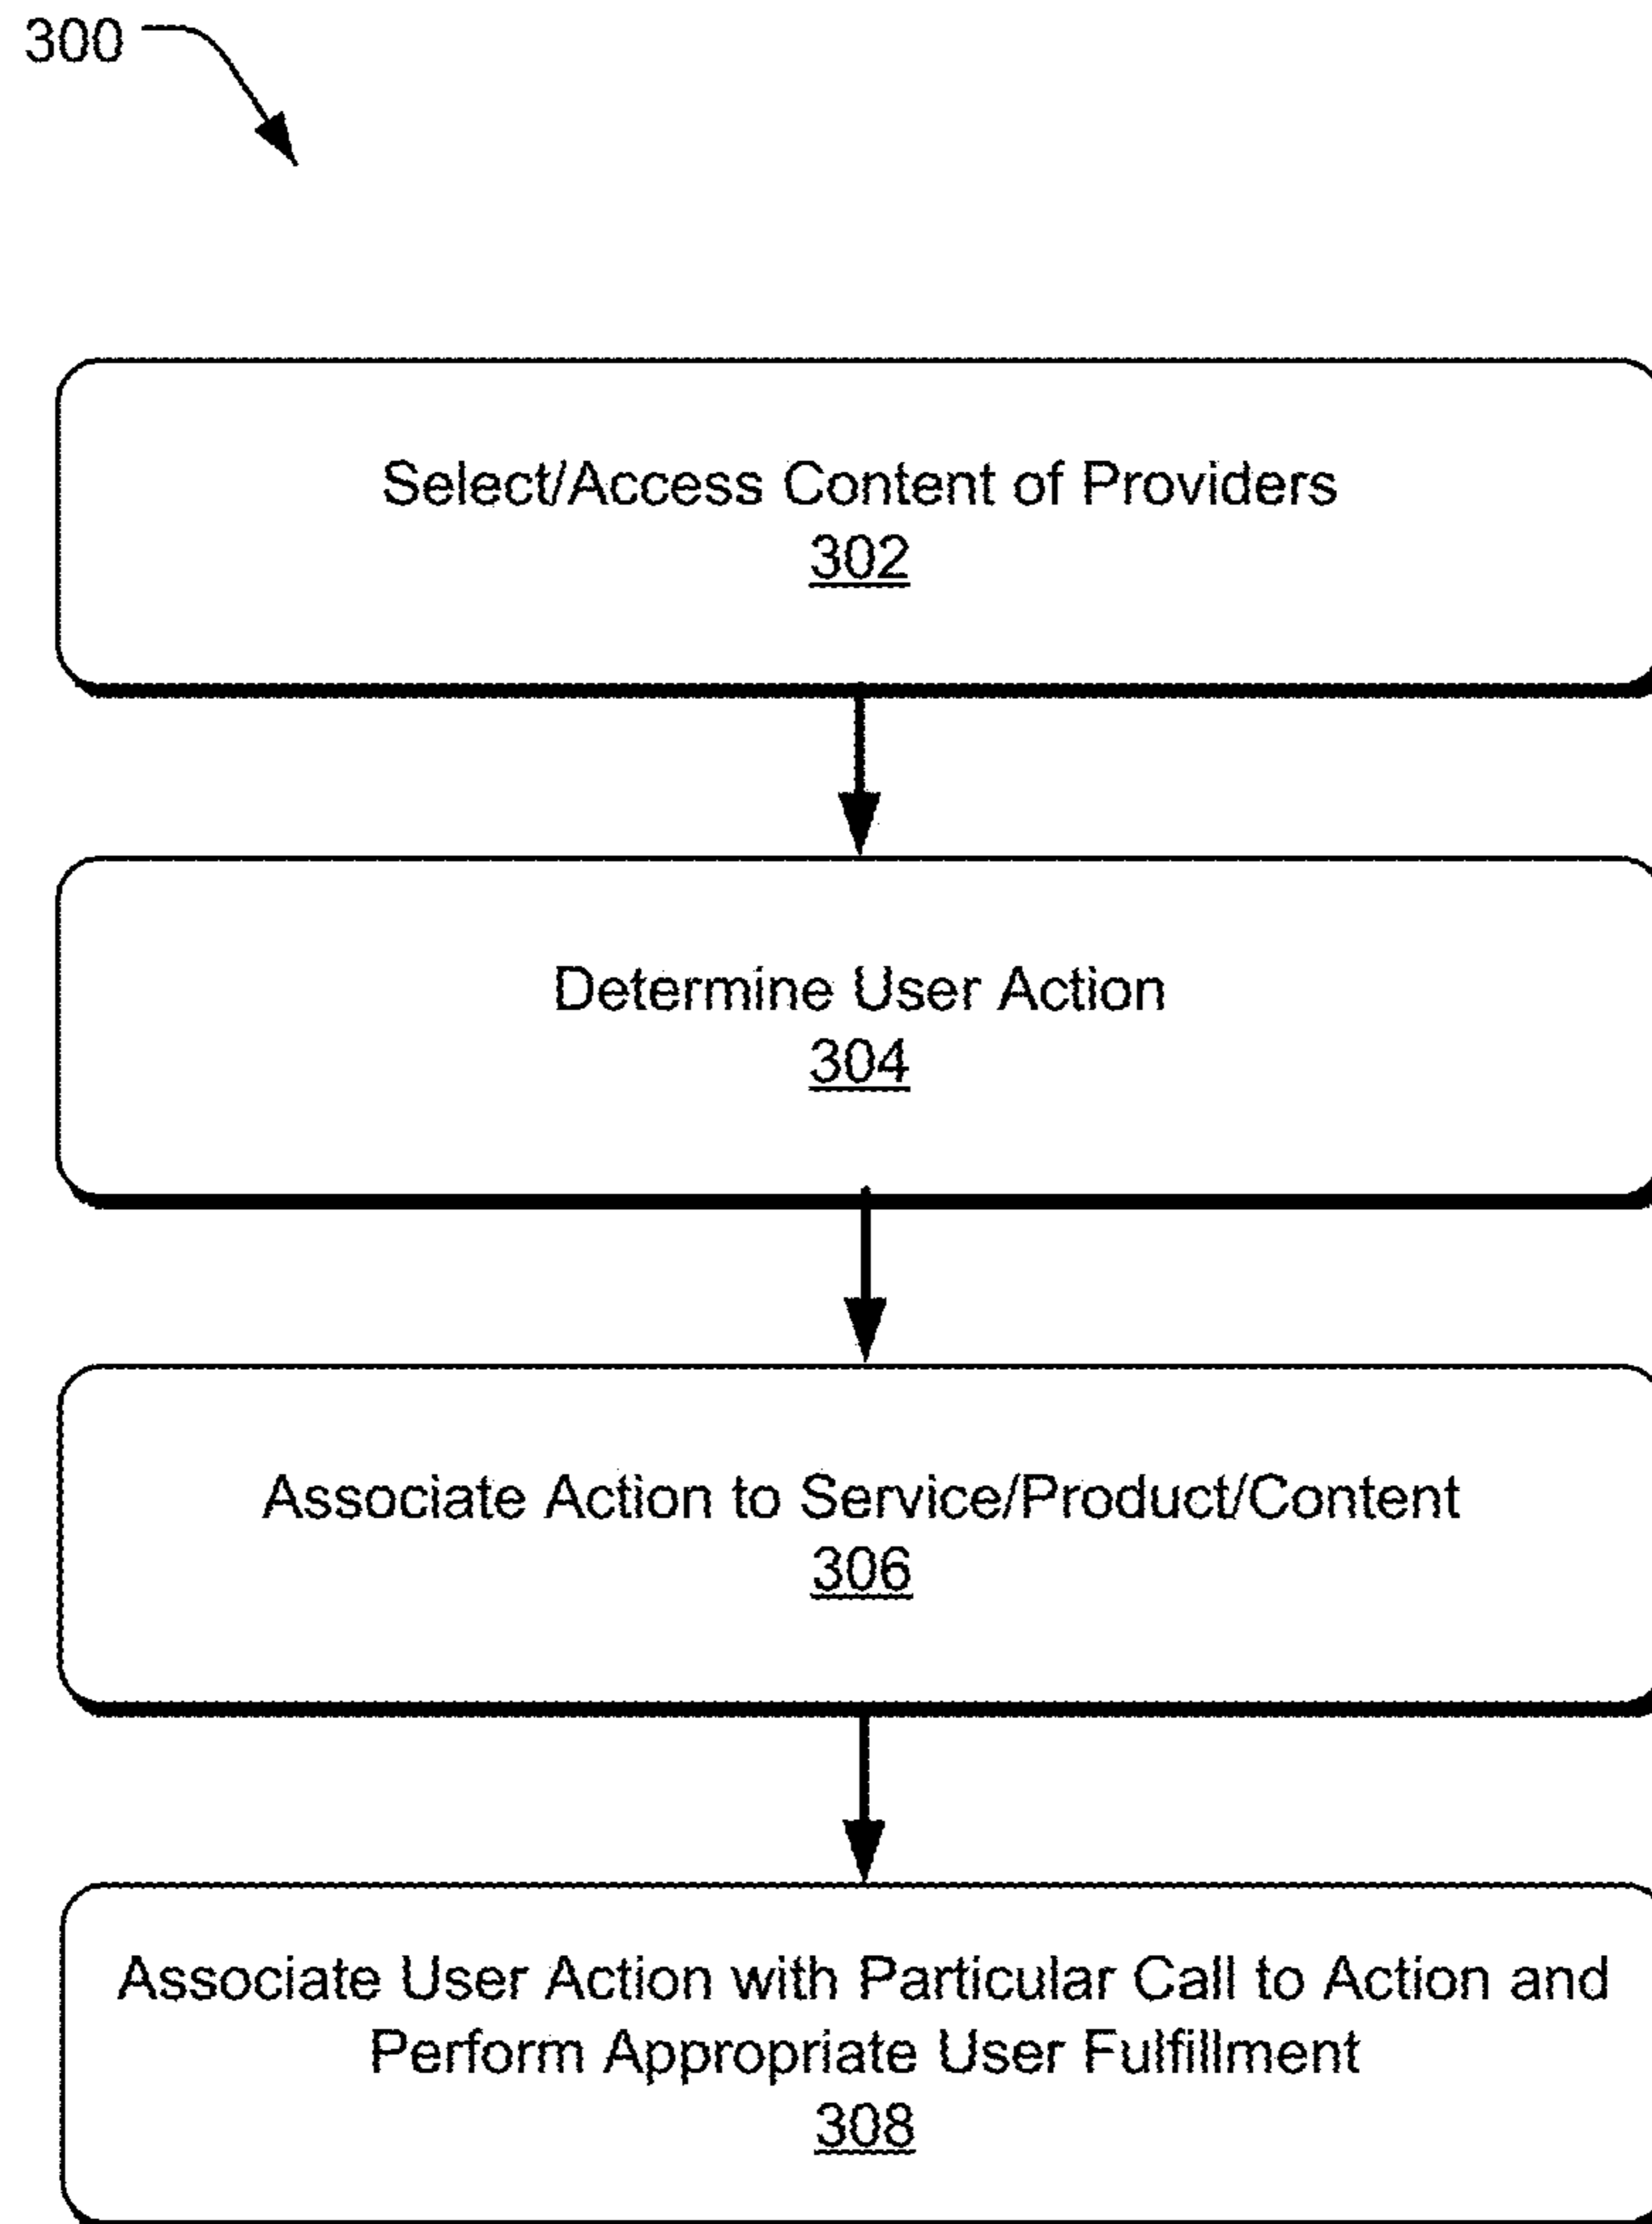 300
Select/Access Content of Providers
302
Determine User Action
304
Associate Action to Service/Product/Content
306
Associate User Action with Particular Call to Action and
Perform Appropriate User Fulfillment
308